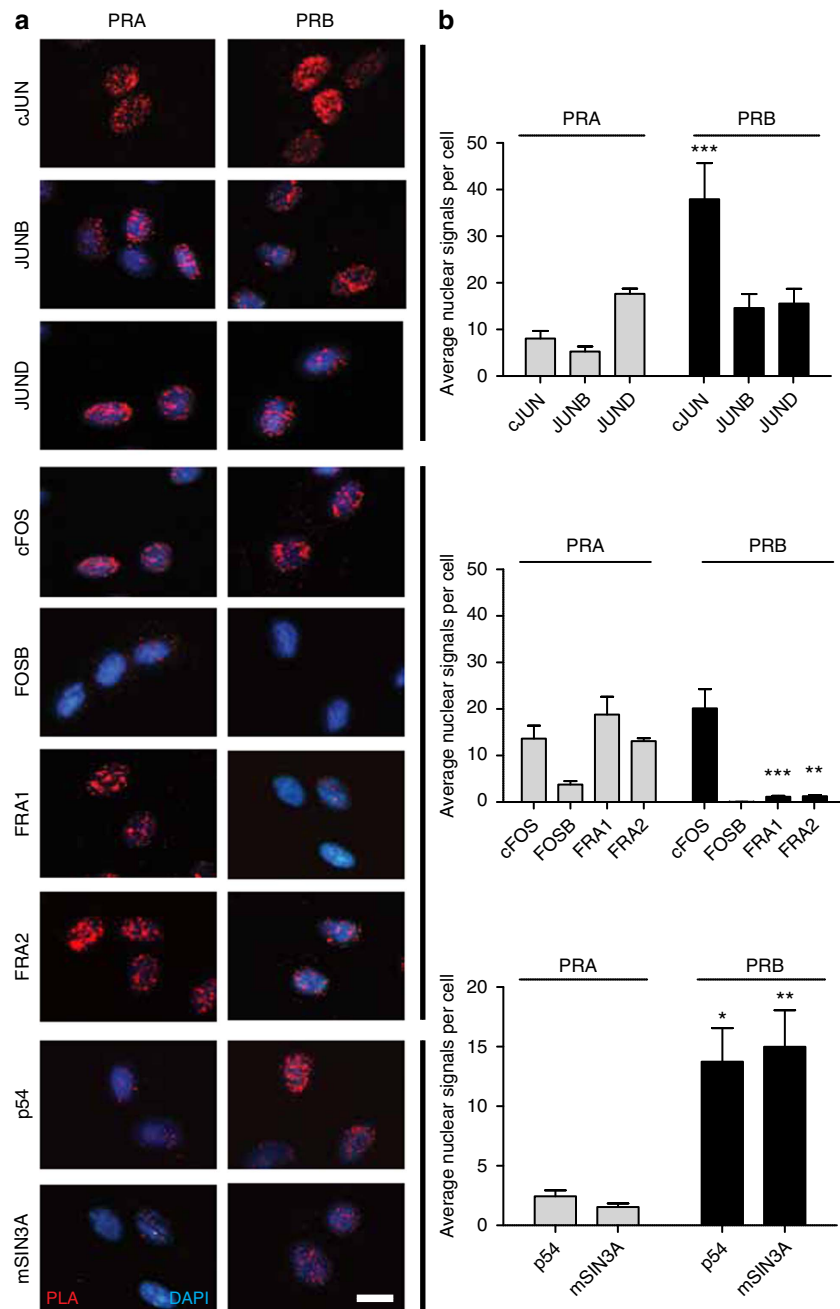 a
PRA PRB
cJUN
JUNB
JUND
cFOS
FOSB
FRA1
FRA2
p54
mSIN3A
PLA DAPI
b
PRA PRB
Average nuclear signals per cell
50
40
30
20
10
0
***
cJUN JUNB JUND cJUN JUNB JUND
PRA PRB
Average nuclear signals per cell
50
40
30
20
10
0
*** **
cFOS FOSB FRA1 FRA2 cFOS FOSB FRA1 FRA2
PRA PRB
Average nuclear signals per cell
20
15
10
5
0
* **
p54 mSIN3A p54 mSIN3A